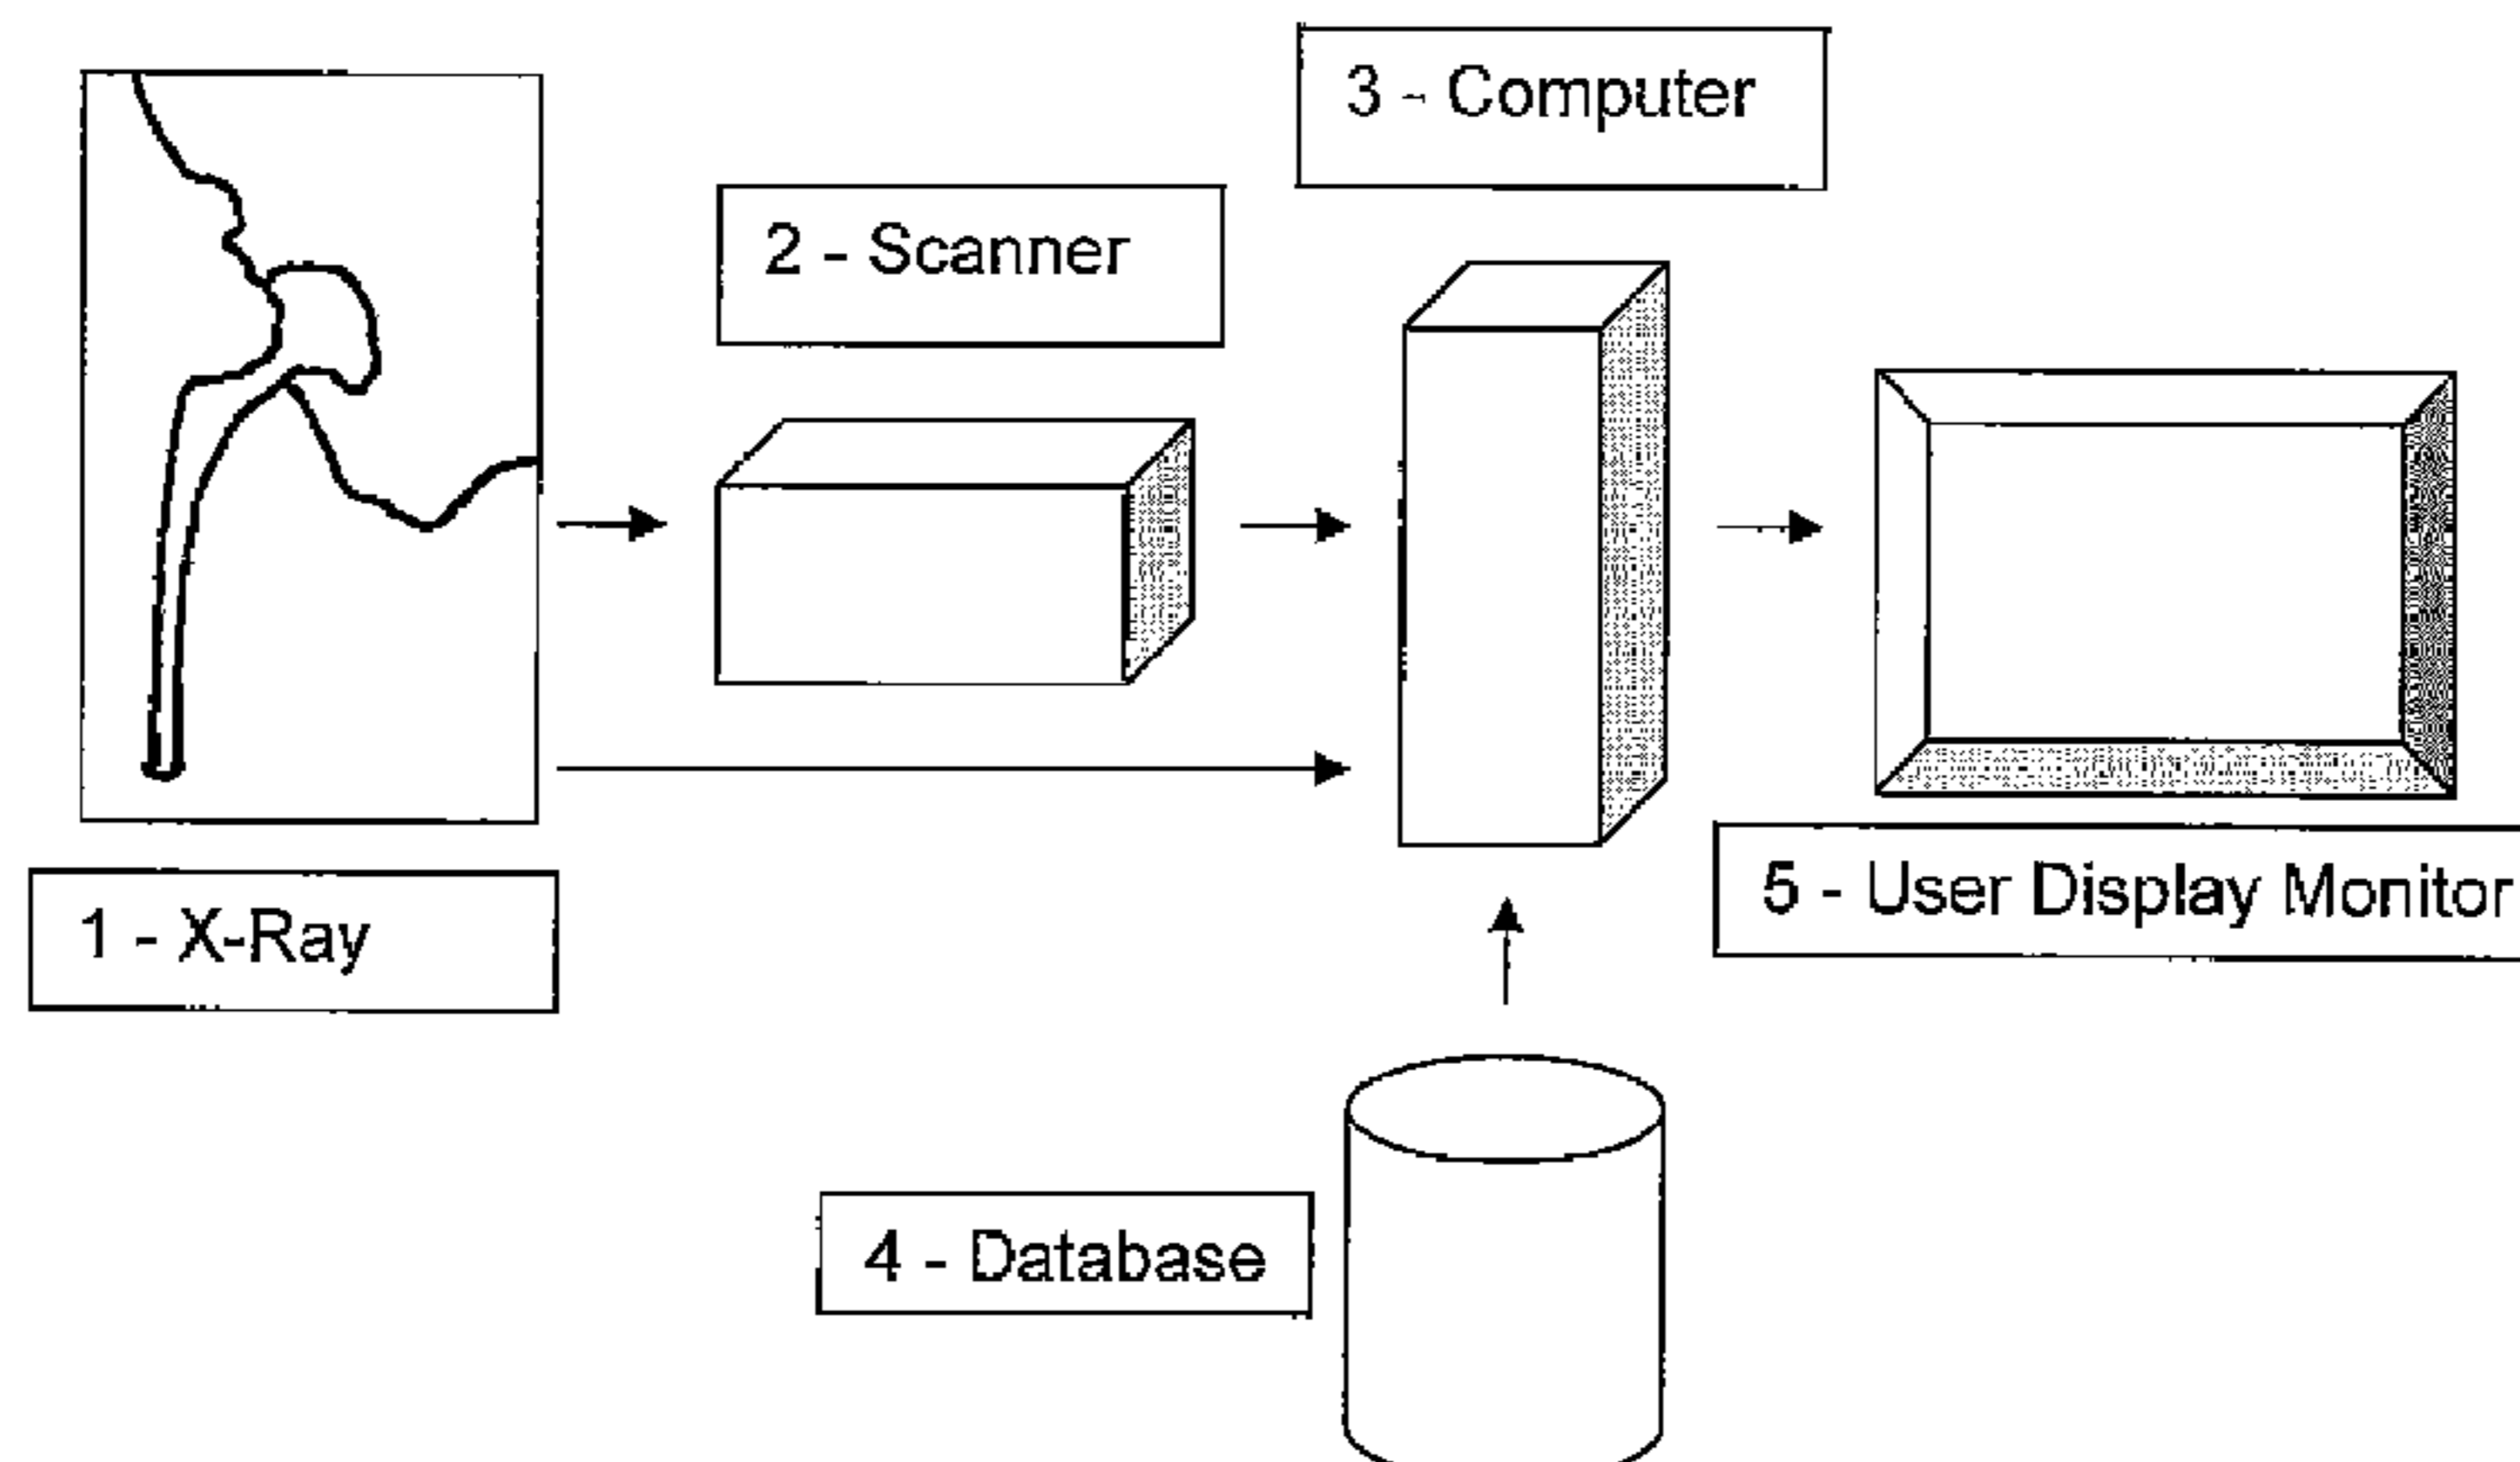 3 - Computer
2 - Scanner
1 - X-Ray
5 - User Display Monitor
4 - Database